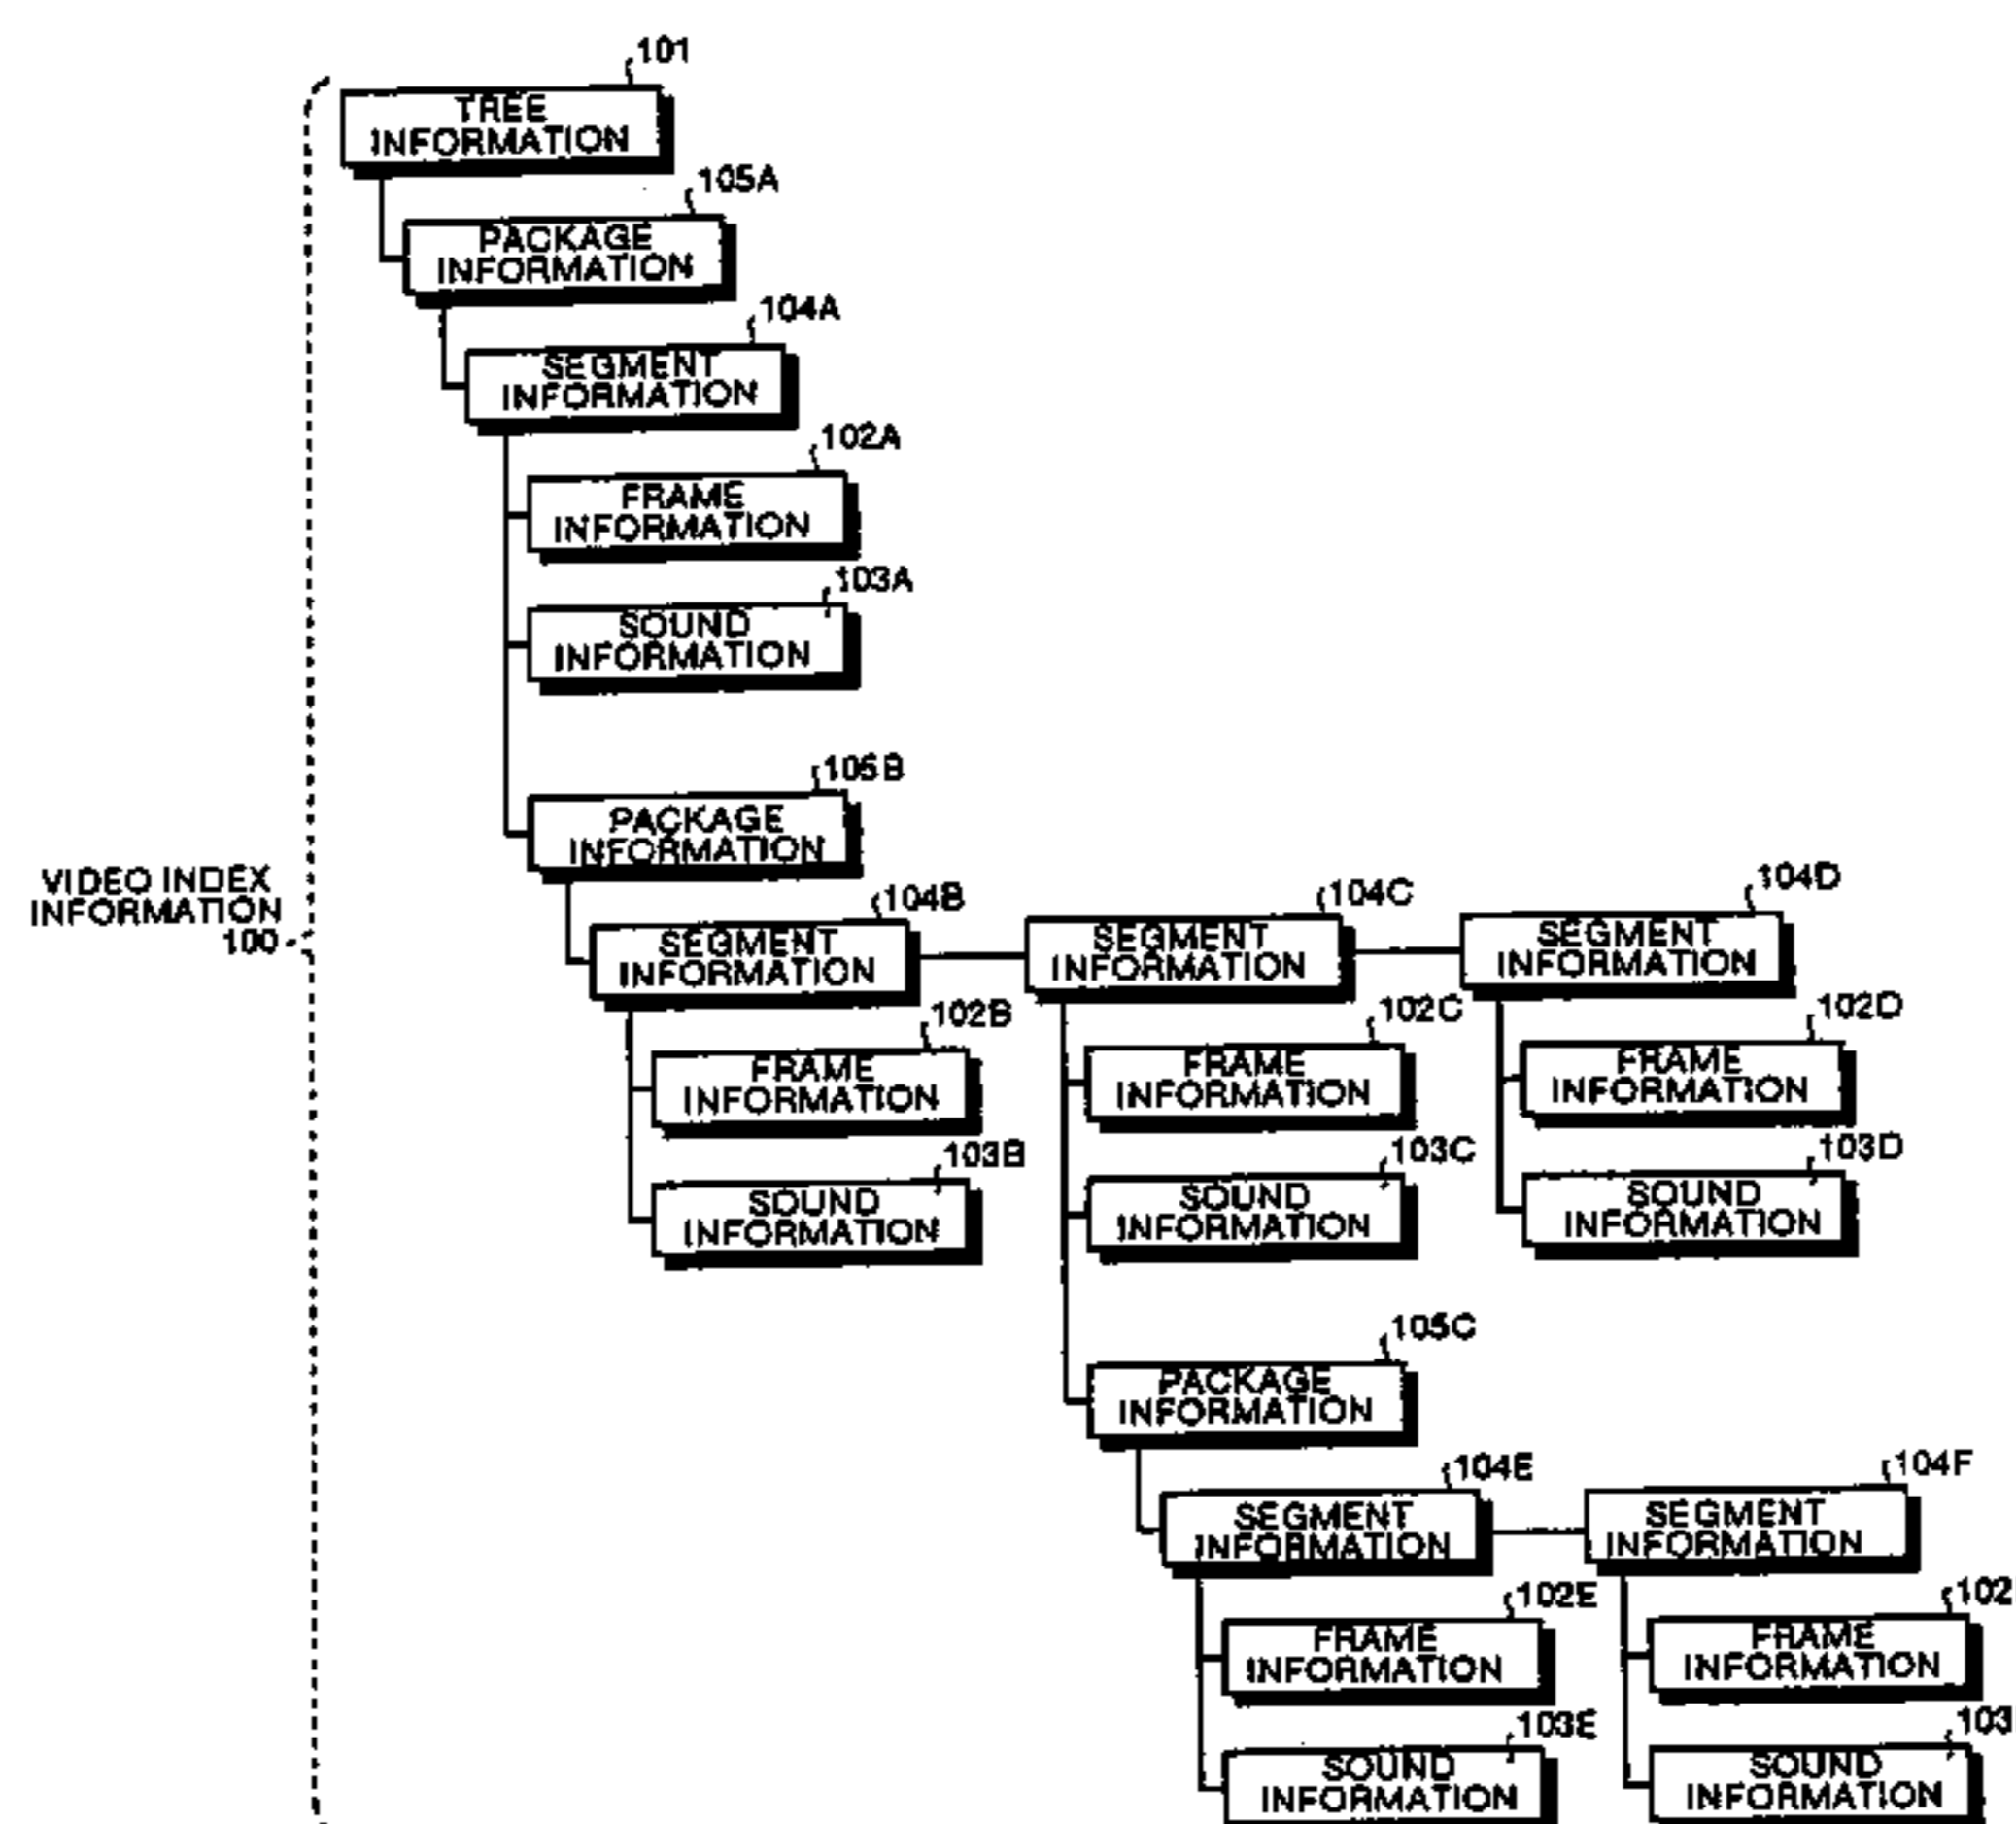 101
TREE
INFORMATION
105A
PACKAGE
INFORMATION
104A
SEGMENT
INFORMATION
102A
FRAME
INFORMATION
103A
SOUND
INFORMATION
105B
PACKAGE
INFORMATION
VIDEO INDEX
INFORMATION
100
104B
SEGMENT
INFORMATION
104C
SEGMENT
INFORMATION
104D
SEGMENT
INFORMATION
102B
FRAME
INFORMATION
102C
FRAME
INFORMATION
102D
FRAME
INFORMATION
103B
SOUND
INFORMATION
103C
SOUND
INFORMATION
103D
SOUND
INFORMATION
105C
PACKAGE
INFORMATION
104E
SEGMENT
INFORMATION
104F
SEGMENT
INFORMATION
102E
FRAME
INFORMATION
102
FRAME
INFORMATION
103E
SOUND
INFORMATION
103
SOUND
INFORMATION